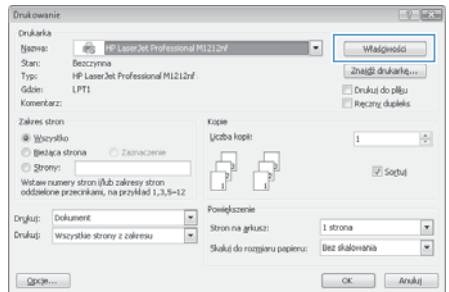 Drukowanie
Drukarka
Nazwa: HP LaserJet Professional M1212nf
Właściwości
Stan: Bezczynna
Typ: HP LaserJet Professional M1212nf
Znajdź drukarkę...
Gdzie: LPT1
Drukuj do pliku
Komentarz:
Ręczny dupleks
Zakres stron
Kopie
Wszystko
Liczba kopii: 1
Bieżąca strona Zaznaczenie
Strony:
Sortuj
Wstaw numery stron i/lub zakresy stron
oddzielone przecinkami, na przykład 1,3,5–12
Drukuj: Dokument
Powiększenie
Drukuj: Wszystkie strony z zakresu
Stron na arkusz: 1 strona
Skaluj do rozmiaru papieru: Bez skalowania
Opcje...
OK
Anuluj